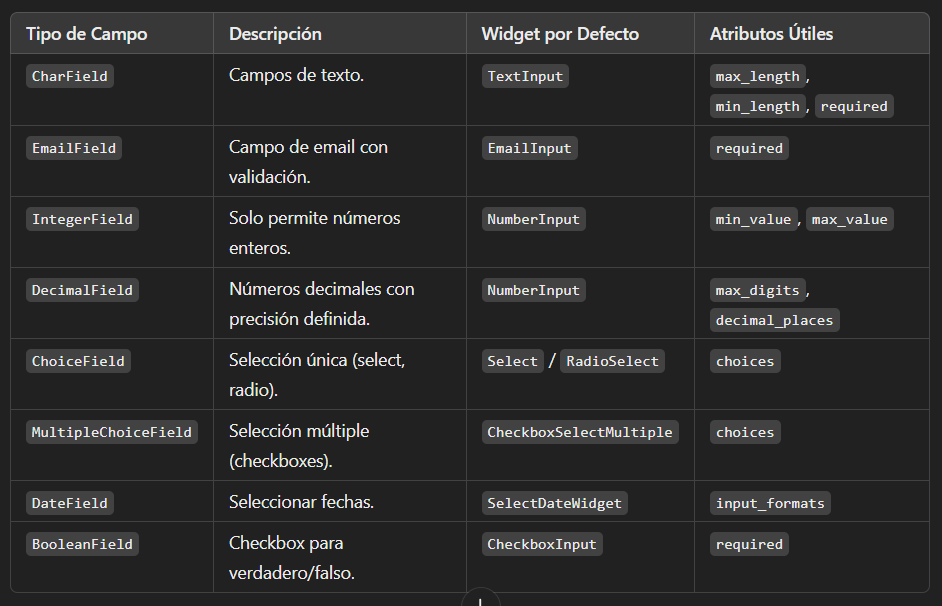 Tipo de Campo Descripción Widget por Defecto Atributos Útiles
CharField Campos de texto. TextInput max_length,
min_length, required
EmailField Campo de email con EmailInput required
validación.
IntegerField Solo permite números NumberInput min_value, max_value
enteros.
DecimalField Números decimales con NumberInput max_digits,
precisión definida. decimal_places
ChoiceField Selección única (select, Select / RadioSelect choices
radio).
MultipleChoiceField Selección múltiple CheckboxSelectMultiple choices
(checkboxes).
DateField Seleccionar fechas. SelectDateWidget input_formats
BooleanField Checkbox para CheckboxInput required
verdadero/falso.